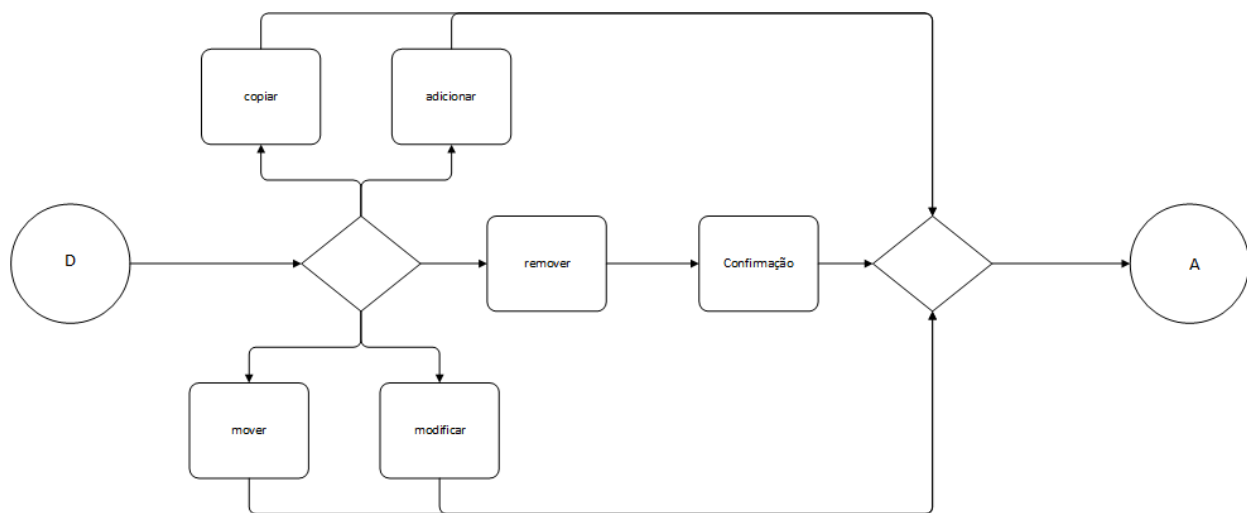 copiar
adicionar
D
remover
Confirmação
A
mover
modificar